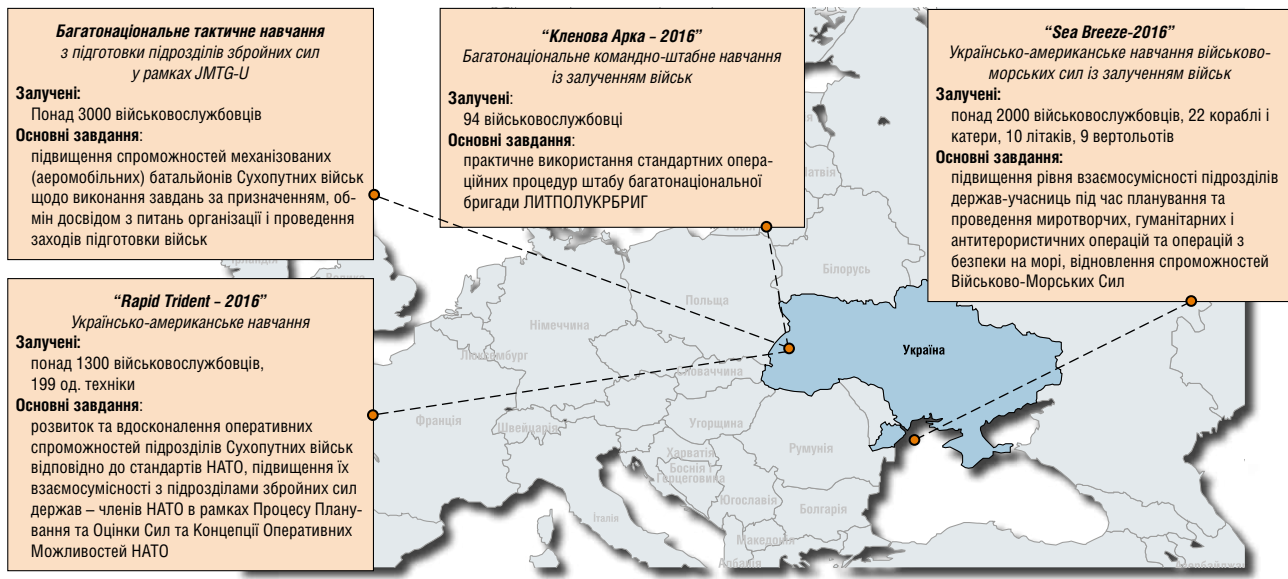 Багатонаціональне тактичне навчання
з підготовки підрозділів збройних сил
у рамках JMTG-U
Залучені:
Понад 3000 військовослужбовців
Основні завдання:
підвищення спроможностей механізованих
(аеромобільних) батальйонів Сухопутних військ
щодо виконання завдань за призначенням, об-
мін досвідом з питань організації і проведення
заходів підготовки військ
“Кленова Арка – 2016”
Багатонаціональне командно-штабне навчання
із залученням військ
Залучені:
94 військовослужбовці
Основні завдання:
практичне використання стандартних опера-
ційних процедур штабу багатонаціональної
бригади ЛИТПОЛУКРБРИГ
“Sea Breeze-2016”
Українсько-американське навчання військово-
морських сил із залученням військ
Залучені:
понад 2000 військовослужбовців, 22 кораблі і
катери, 10 літаків, 9 вертольотів
Основні завдання:
підвищення рівня взаємосумісності підрозділів
держав-учасниць під час планування та
проведення миротворчих, гуманітарних і
антитерористичних операцій та операцій з
безпеки на морі, відновлення спроможностей
Військово-Морських Сил
“Rapid Trident – 2016”
Українсько-американське навчання
Залучені:
понад 1300 військовослужбовців,
199 од. техніки
Основні завдання:
розвиток та вдосконалення оперативних
спроможностей підрозділів Сухопутних військ
відповідно до стандартів НАТО, підвищення їх
взаємосумісності з підрозділами збройних сил
держав – членів НАТО в рамках Процесу Плану-
вання та Оцінки Сил та Концепції Оперативних
Можливостей НАТО
Білорусь
Польща
Німеччина
Люксембург
Україна
Франція
Швейцарія
Угорщина
Румунія
Хорватія
Боснія і
Герцеговина
Югославія
Болгарія
Італія
Македонія